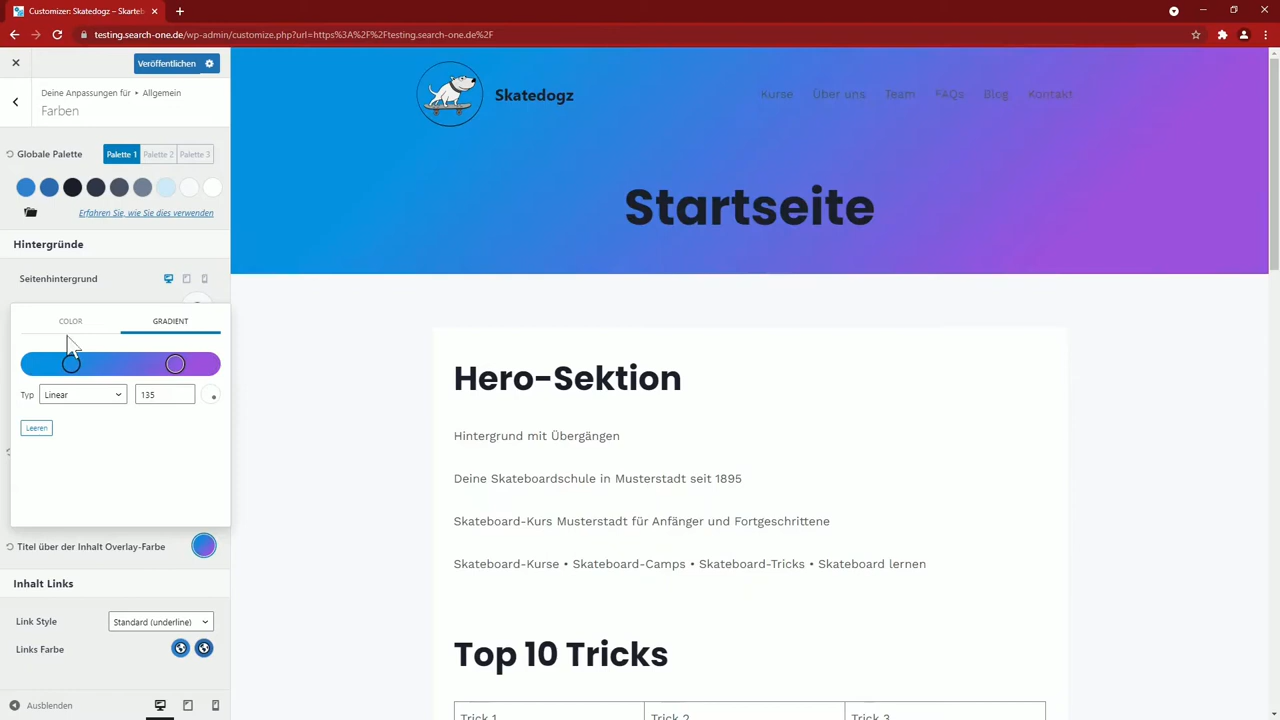 Customizer: Skatedogz – Skarteb
testing.search-one.de/wp-admin/customize.php?url=https%3A%2F%2Ftesting.search-one.de%2F
Veröffentlichen
Deine Anpassungen für ▸ Allgemein
Farben
Globale Palette
Palette 1
Palette 2
Palette 3
Erfahren Sie, wie Sie dies verwenden
Hintergründe
Seitenhintergrund
COLOR
GRADIENT
Typ
Linear
135
Leeren
Titel über der Inhalt Overlay-Farbe
Inhalt Links
Link Style
Standard (underline)
Links Farbe
Ausblenden
Skatedogz
Kurse
Über uns
Team
FAQs
Blog
Kontakt
Startseite
Hero-Sektion
Hintergrund mit Übergängen
Deine Skateboardschule in Musterstadt seit 1895
Skateboard-Kurs Musterstadt für Anfänger und Fortgeschrittene
Skateboard-Kurse • Skateboard-Camps • Skateboard-Tricks • Skateboard lernen
Top 10 Tricks
Trick 1
Trick 2
Trick 3